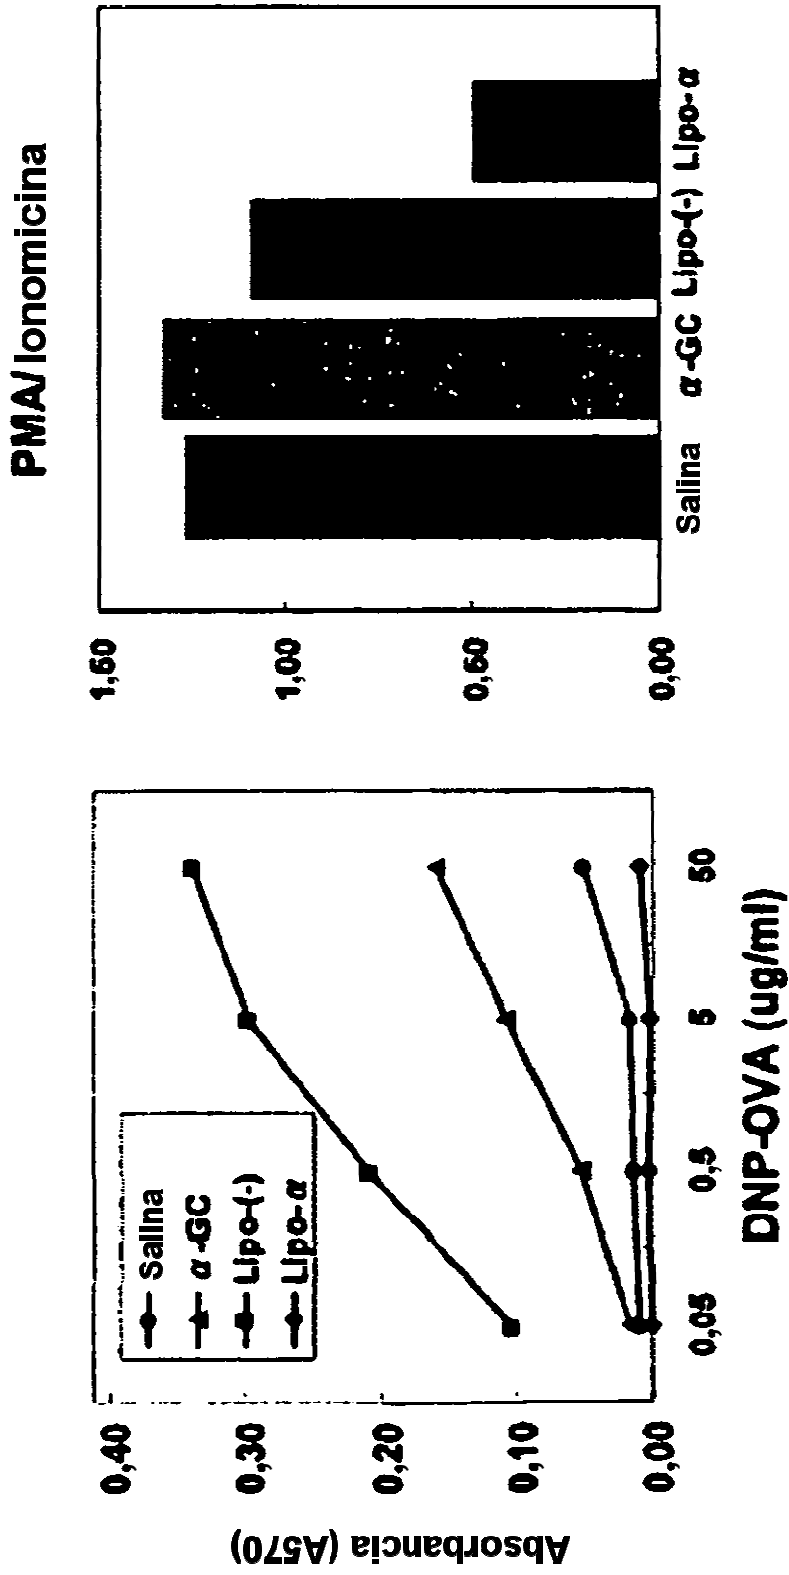 PMA/Ionomicina
1,50
1,00
0,50
0,00
Salina
α-GC
Lipo-(-)
Lipo-α
Absorbancia (A570)
0,40
0,30
0,20
0,10
0,00
Salina
α-GC
Lipo-(-)
Lipo-α
0,05
0,5
5
50
DNP-OVA (ug/ml)